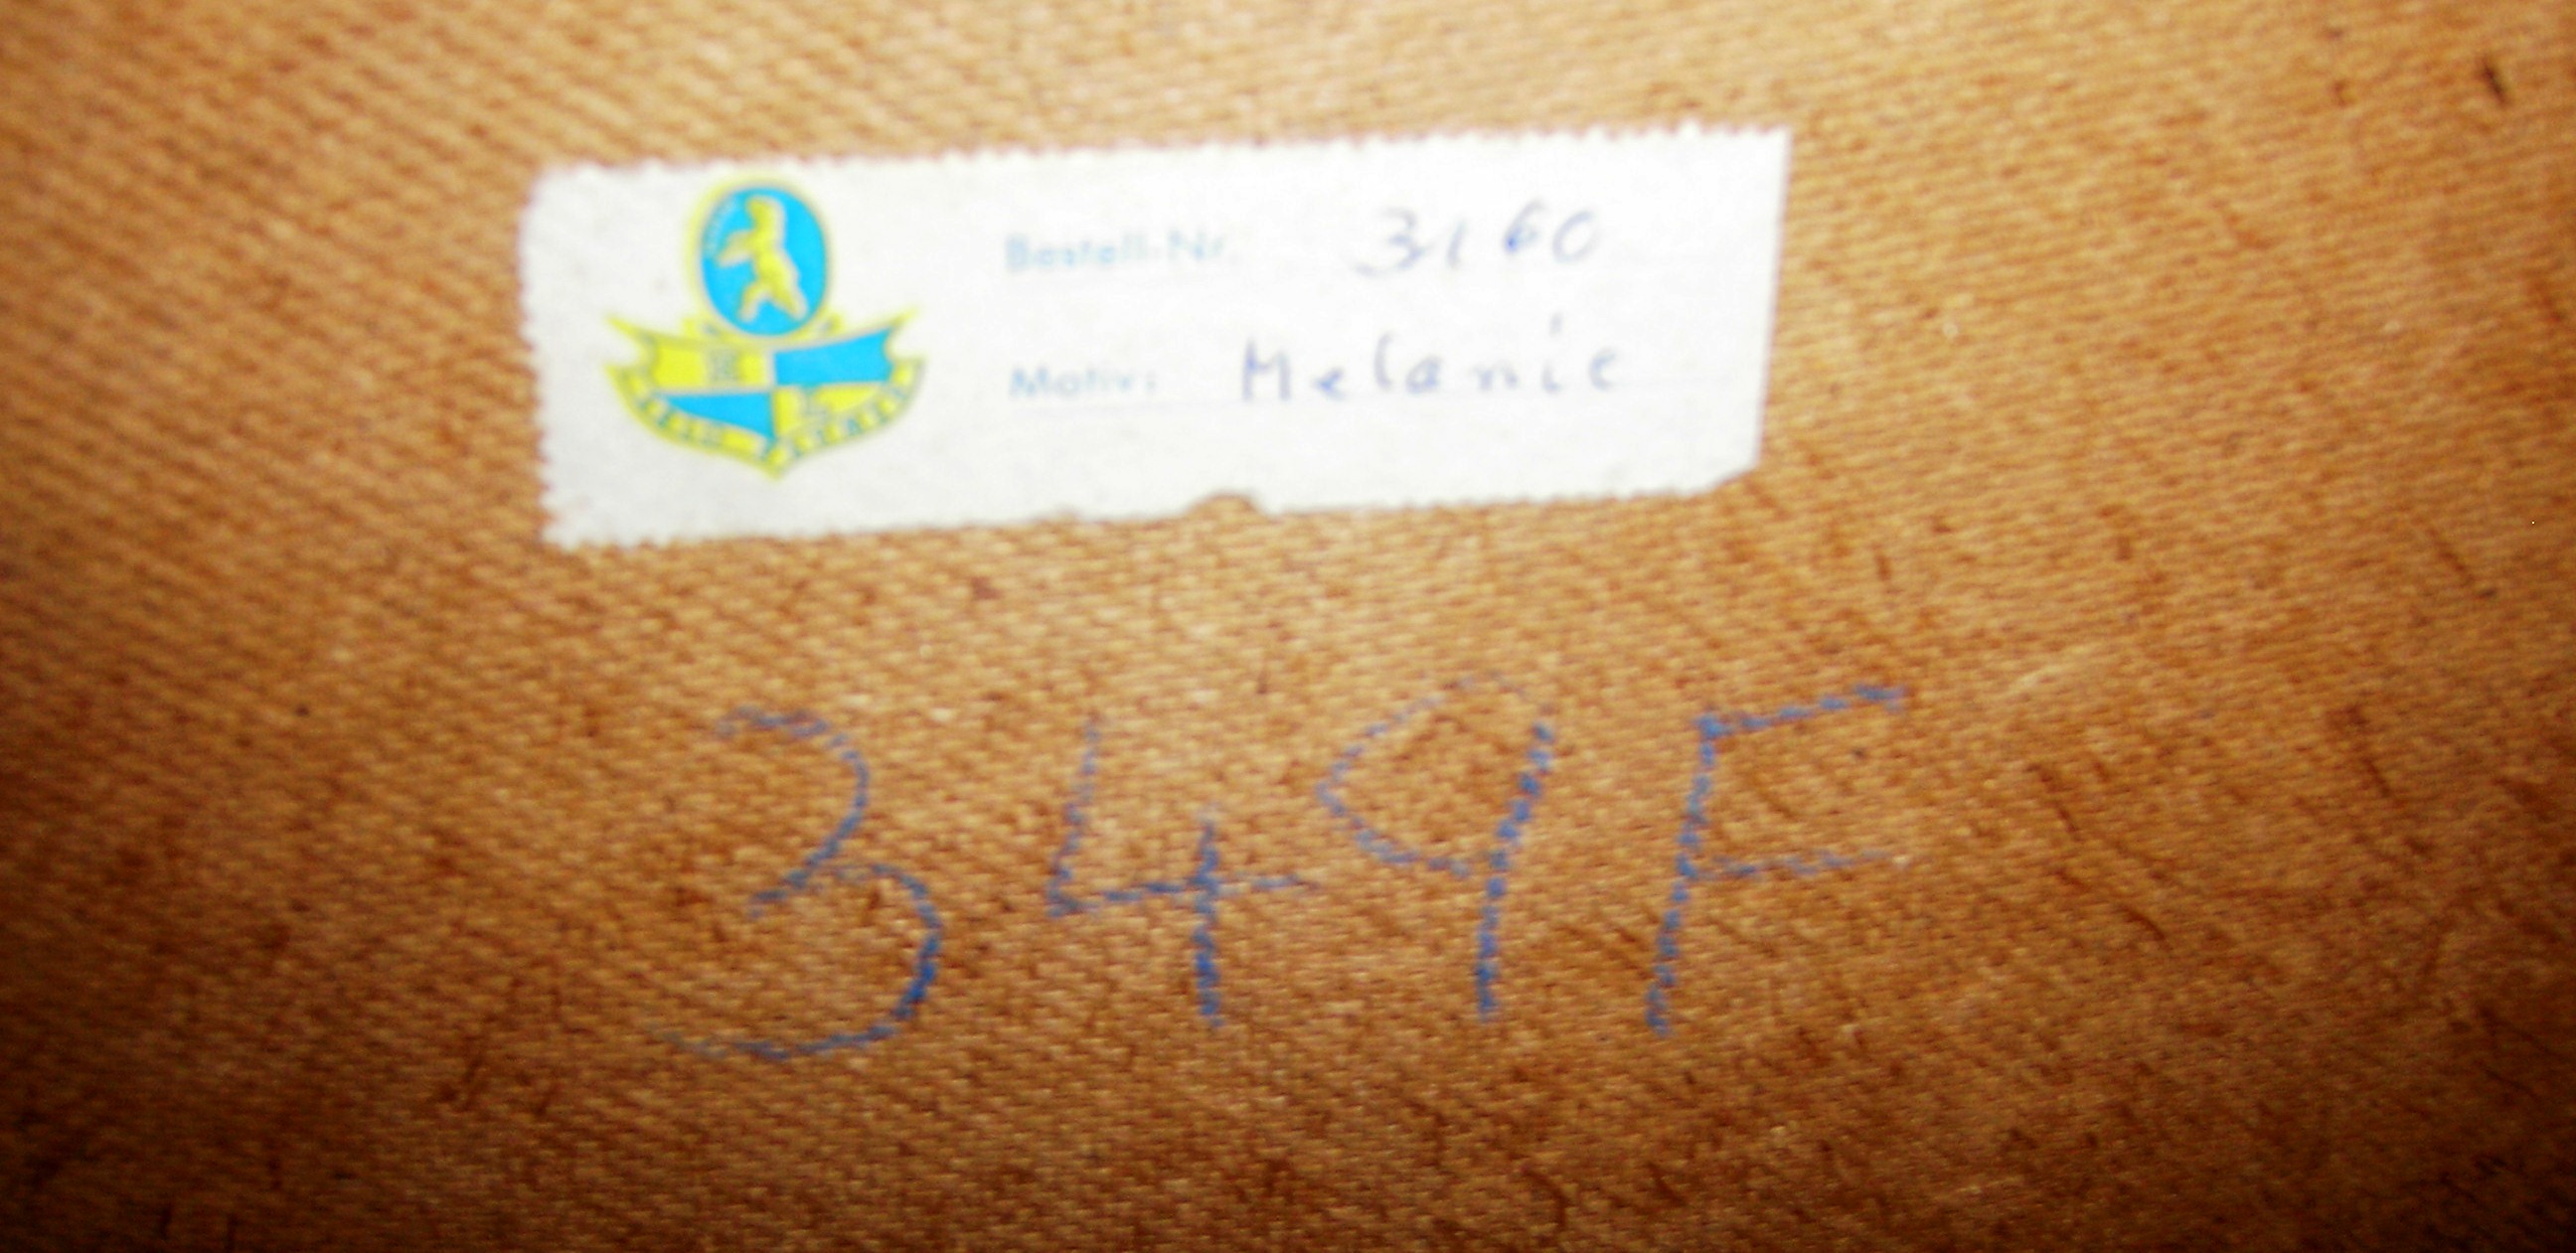 Bestell-Nr. 3160
Motiv: Melanie
349F